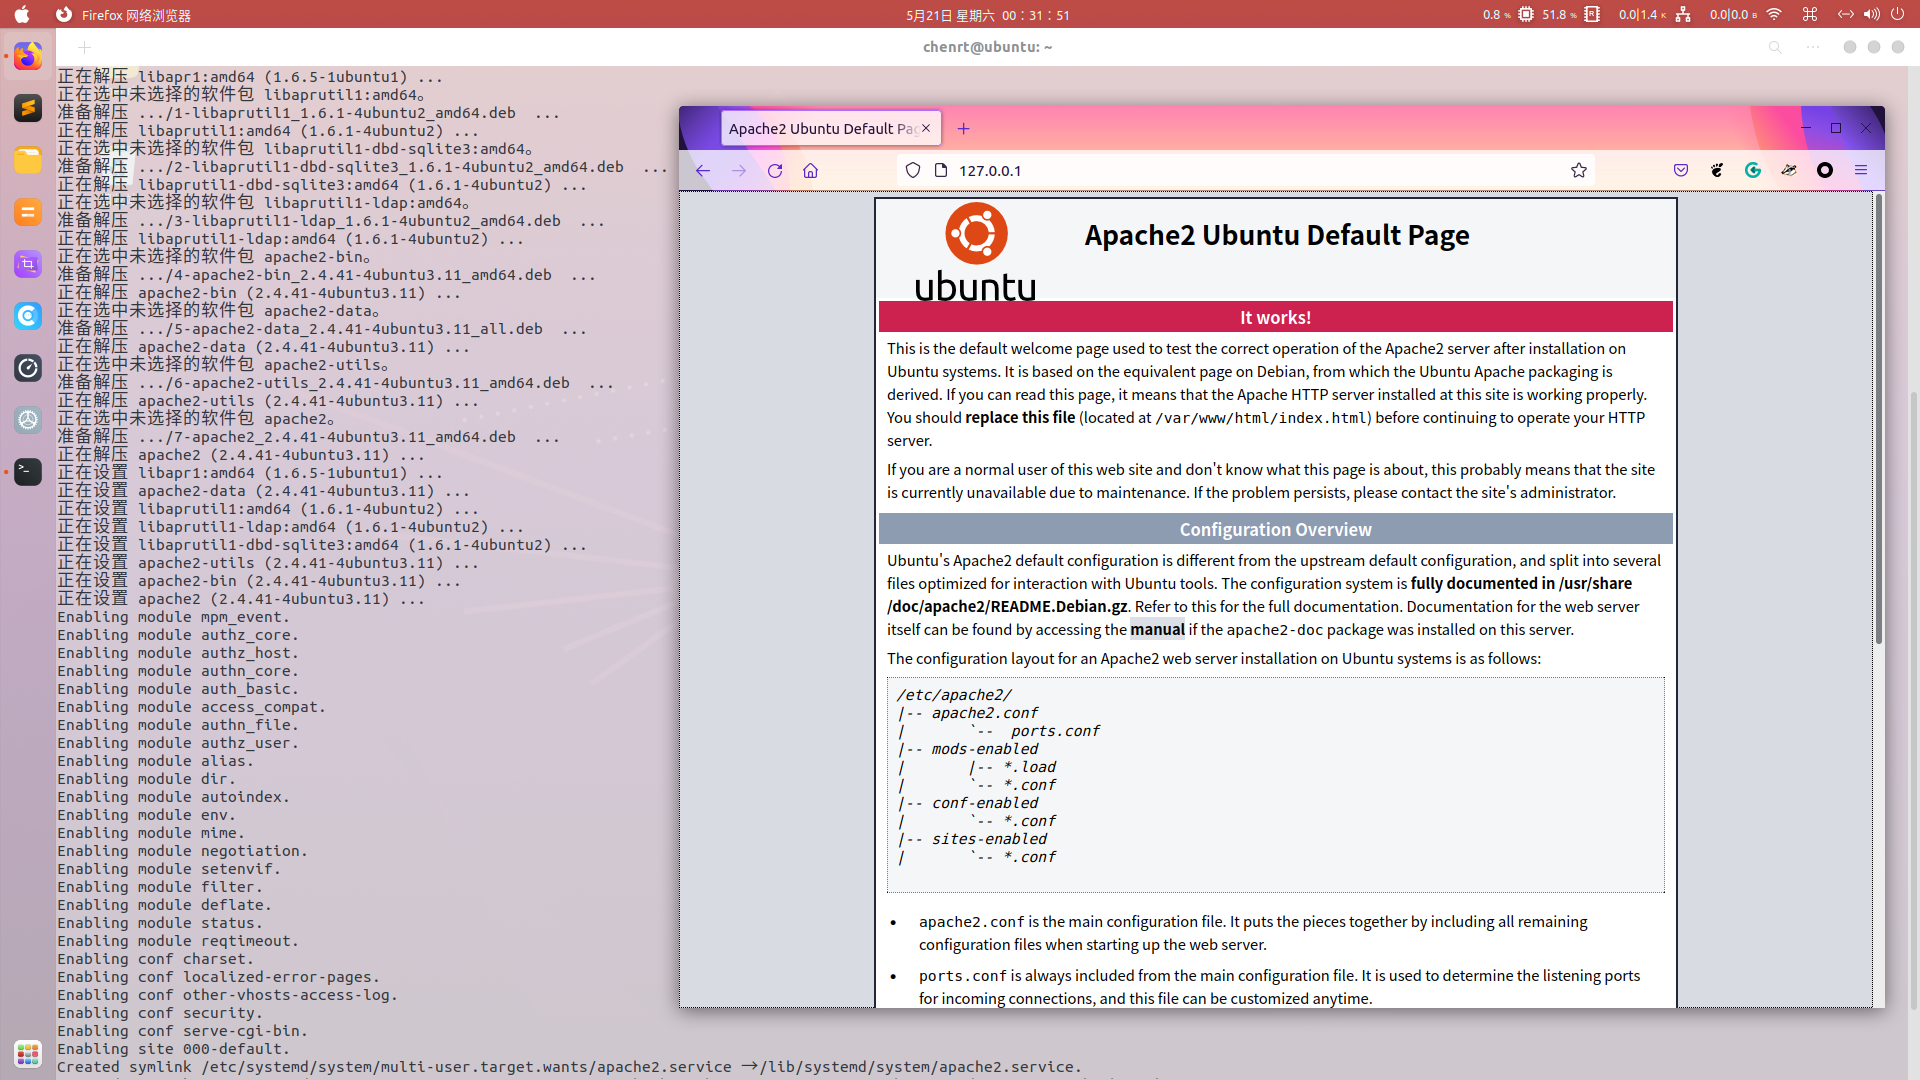 Firefox 网络浏览器
5月21日 星期六 00:31:51
0.8 %
51.8 %
0.0|1.4 K
0.0|0.0 B
chenrt@ubuntu: ~
正在解压 libapr1:amd64 (1.6.5-1ubuntu1) ...
正在选中未选择的软件包 libaprutil1:amd64。
准备解压 .../1-libaprutil1_1.6.1-4ubuntu2_amd64.deb  ...
正在解压 libaprutil1:amd64 (1.6.1-4ubuntu2) ...
正在选中未选择的软件包 libaprutil1-dbd-sqlite3:amd64。
准备解压 .../2-libaprutil1-dbd-sqlite3_1.6.1-4ubuntu2_amd64.deb  ...
正在解压 libaprutil1-dbd-sqlite3:amd64 (1.6.1-4ubuntu2) ...
正在选中未选择的软件包 libaprutil1-ldap:amd64。
准备解压 .../3-libaprutil1-ldap_1.6.1-4ubuntu2_amd64.deb  ...
正在解压 libaprutil1-ldap:amd64 (1.6.1-4ubuntu2) ...
正在选中未选择的软件包 apache2-bin。
准备解压 .../4-apache2-bin_2.4.41-4ubuntu3.11_amd64.deb  ...
正在解压 apache2-bin (2.4.41-4ubuntu3.11) ...
正在选中未选择的软件包 apache2-data。
准备解压 .../5-apache2-data_2.4.41-4ubuntu3.11_all.deb  ...
正在解压 apache2-data (2.4.41-4ubuntu3.11) ...
正在选中未选择的软件包 apache2-utils。
准备解压 .../6-apache2-utils_2.4.41-4ubuntu3.11_amd64.deb  ...
正在解压 apache2-utils (2.4.41-4ubuntu3.11) ...
正在选中未选择的软件包 apache2。
准备解压 .../7-apache2_2.4.41-4ubuntu3.11_amd64.deb  ...
正在解压 apache2 (2.4.41-4ubuntu3.11) ...
正在设置 libapr1:amd64 (1.6.5-1ubuntu1) ...
正在设置 apache2-data (2.4.41-4ubuntu3.11) ...
正在设置 libaprutil1:amd64 (1.6.1-4ubuntu2) ...
正在设置 libaprutil1-ldap:amd64 (1.6.1-4ubuntu2) ...
正在设置 libaprutil1-dbd-sqlite3:amd64 (1.6.1-4ubuntu2) ...
正在设置 apache2-utils (2.4.41-4ubuntu3.11) ...
正在设置 apache2-bin (2.4.41-4ubuntu3.11) ...
正在设置 apache2 (2.4.41-4ubuntu3.11) ...
Enabling module mpm_event.
Enabling module authz_core.
Enabling module authz_host.
Enabling module authn_core.
Enabling module auth_basic.
Enabling module access_compat.
Enabling module authn_file.
Enabling module authz_user.
Enabling module alias.
Enabling module dir.
Enabling module autoindex.
Enabling module env.
Enabling module mime.
Enabling module negotiation.
Enabling module setenvif.
Enabling module filter.
Enabling module deflate.
Enabling module status.
Enabling module reqtimeout.
Enabling conf charset.
Enabling conf localized-error-pages.
Enabling conf other-vhosts-access-log.
Enabling conf security.
Enabling conf serve-cgi-bin.
Enabling site 000-default.
Created symlink /etc/systemd/system/multi-user.target.wants/apache2.service →/lib/systemd/system/apache2.service.
Apache2 Ubuntu Default Pag
127.0.0.1
ubuntu
Apache2 Ubuntu Default Page
It works!
This is the default welcome page used to test the correct operation of the Apache2 server after installation on
Ubuntu systems. It is based on the equivalent page on Debian, from which the Ubuntu Apache packaging is
derived. If you can read this page, it means that the Apache HTTP server installed at this site is working properly.
You should replace this file (located at /var/www/html/index.html) before continuing to operate your HTTP
server.
If you are a normal user of this web site and don't know what this page is about, this probably means that the site
is currently unavailable due to maintenance. If the problem persists, please contact the site's administrator.
Configuration Overview
Ubuntu's Apache2 default configuration is different from the upstream default configuration, and split into several
files optimized for interaction with Ubuntu tools. The configuration system is fully documented in /usr/share
/doc/apache2/README.Debian.gz. Refer to this for the full documentation. Documentation for the web server
itself can be found by accessing the manual if the apache2-doc package was installed on this server.
The configuration layout for an Apache2 web server installation on Ubuntu systems is as follows:
/etc/apache2/
|-- apache2.conf
|       `--  ports.conf
|-- mods-enabled
|       |-- *.load
|       `-- *.conf
|-- conf-enabled
|       `-- *.conf
|-- sites-enabled
|       `-- *.conf
• apache2.conf is the main configuration file. It puts the pieces together by including all remaining
configuration files when starting up the web server.
• ports.conf is always included from the main configuration file. It is used to determine the listening ports
for incoming connections, and this file can be customized anytime.